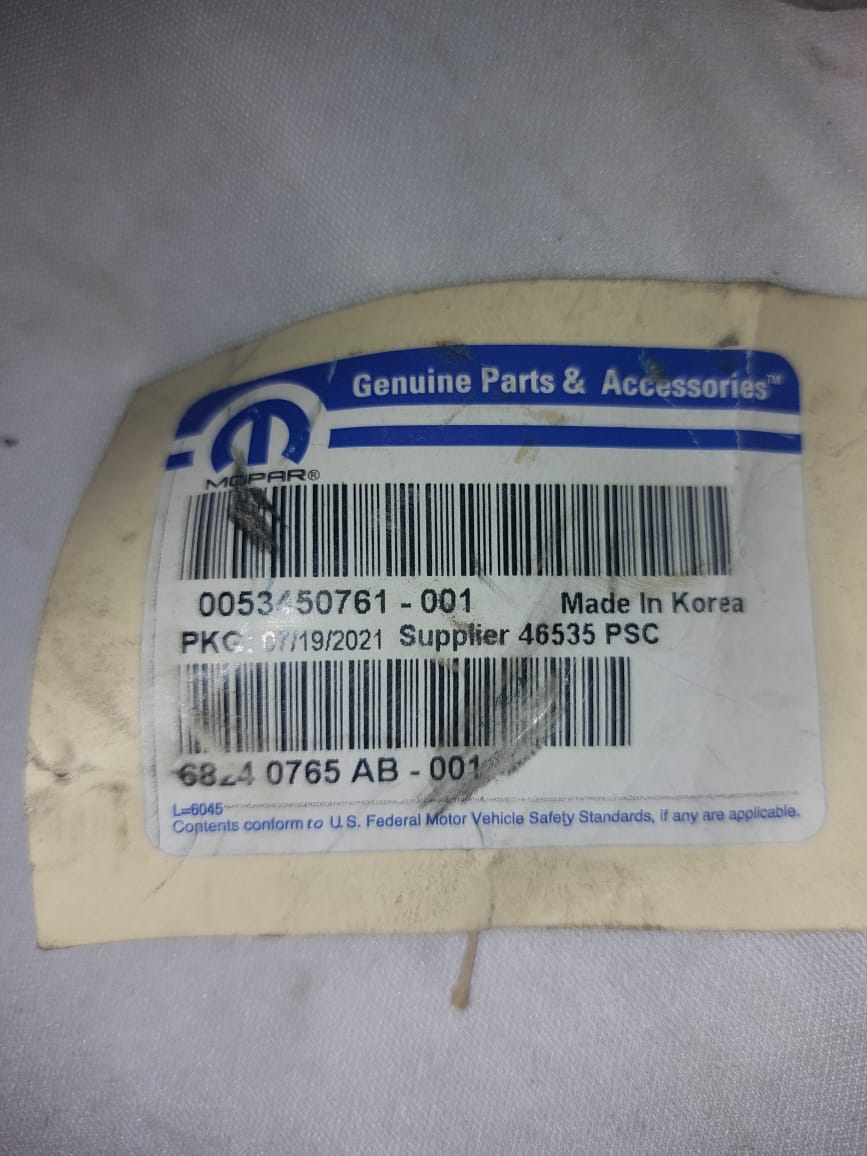 Genuine Parts & Accessories™
MOPAR®
0053450761 - 001 Made In Korea
PKG: 07/19/2021 Supplier 46535 PSC
0765 AB - 001
L=6045
Contents conform to U.S. Federal Motor Vehicle Safety Standards, if any are applicable.